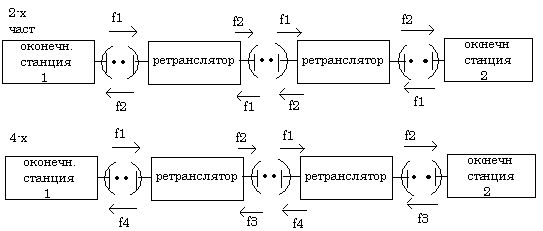 2-х
част
f1
f2
f1
f2
оконечн.
станция
1
ретранслятор
ретранслятор
окнечн
станция
2
f2
f1
f2
f1
4-х
f1
f2
f1
f2
оконечн.
станция
1
ретранслятор
ретранслятор
окнечн
станция
2
f4
f3
f4
f3